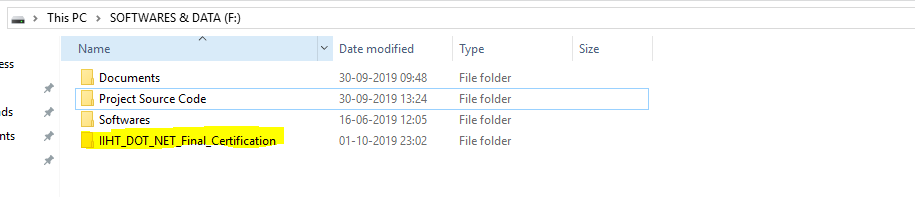 This PC > SOFTWARES & DATA (F:)
Name Date modified Type Size
ess
Documents 30-09-2019 09:48 File folder
Project Source Code 30-09-2019 13:24 File folder
ads
Softwares 16-06-2019 12:05 File folder
nts
IIHT_DOT_NET_Final_Certification 01-10-2019 23:02 File folder